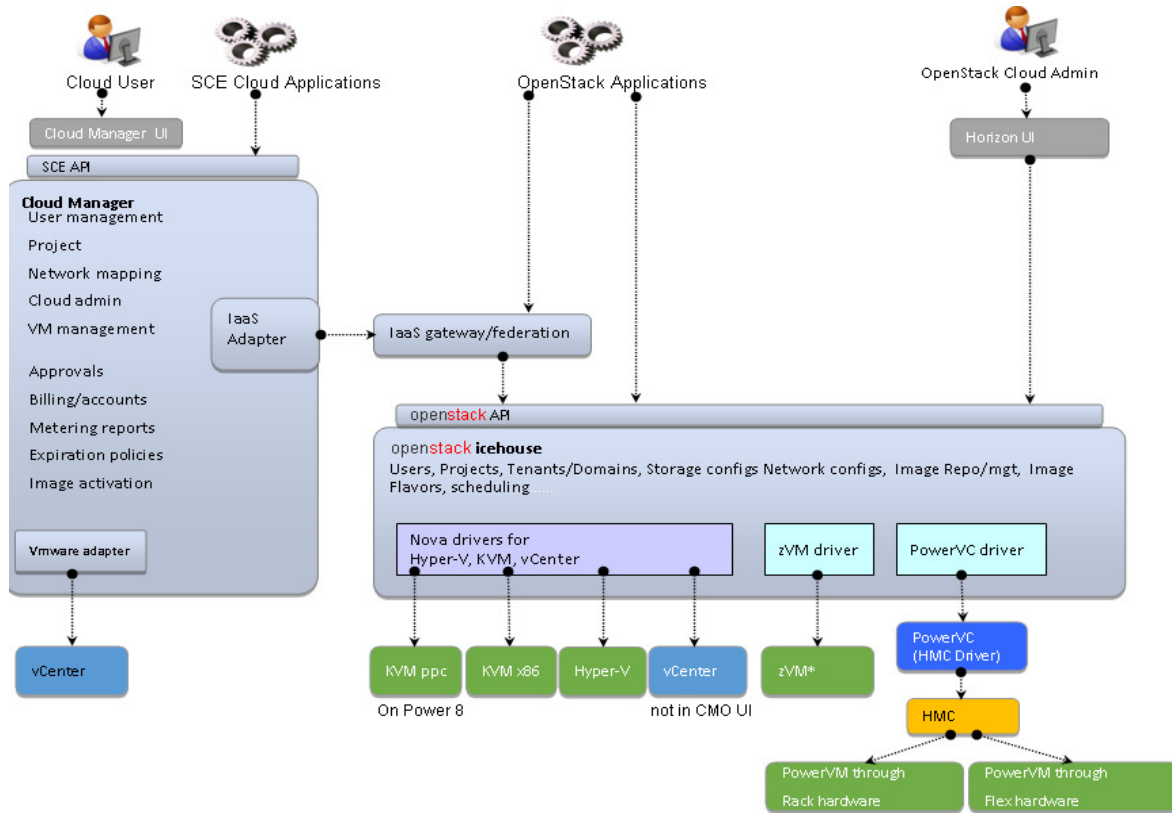 Cloud User
SCE Cloud Applications
OpenStack Applications
OpenStack Cloud Admin
Cloud Manager UI
Horizon UI
SCE API
Cloud Manager
User management
Project
Network mapping
Cloud admin
VM management
Approvals
Billing/accounts
Metering reports
Expiration policies
Image activation
IaaS
Adapter
IaaS gateway/federation
Vmware adapter
vCenter
openstack API
openstack icehouse
Users, Projects, Tenants/Domains, Storage configs Network configs, Image Repo/mgt, Image
Flavors, scheduling......
Nova drivers for
Hyper-V, KVM, vCenter
zVM driver
PowerVC driver
KVM ppc
KVM x86
Hyper-V
vCenter
zVM*
PowerVC
(HMC Driver)
On Power 8
not in CMO UI
HMC
PowerVM through
Rack hardware
PowerVM through
Flex hardware